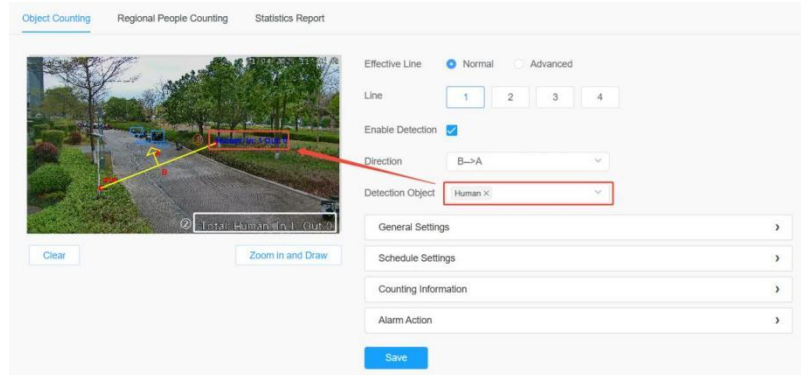 Object Counting Regional People Counting Statistics Report
Effective Line Normal Advanced
Line 1 2 3 4
Enable Detection
Direction B-->A
Detection Object Human ×
B
② Total: Human In 1 Out 0
Clear Zoom in and Draw
General Settings
Schedule Settings
Counting Information
Alarm Action
Save